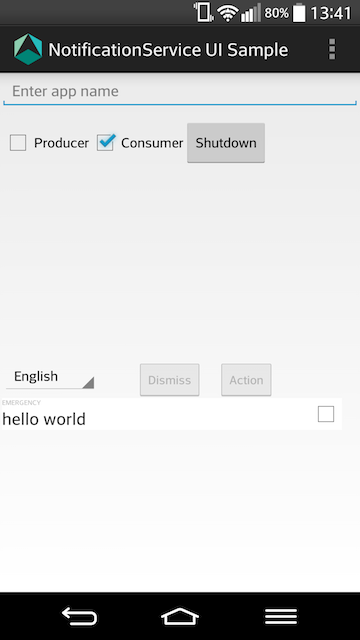 80% 13:41
NotificationService UI Sample
Enter app name
Producer Consumer Shutdown
English Dismiss Action
EMERGENCY
hello world